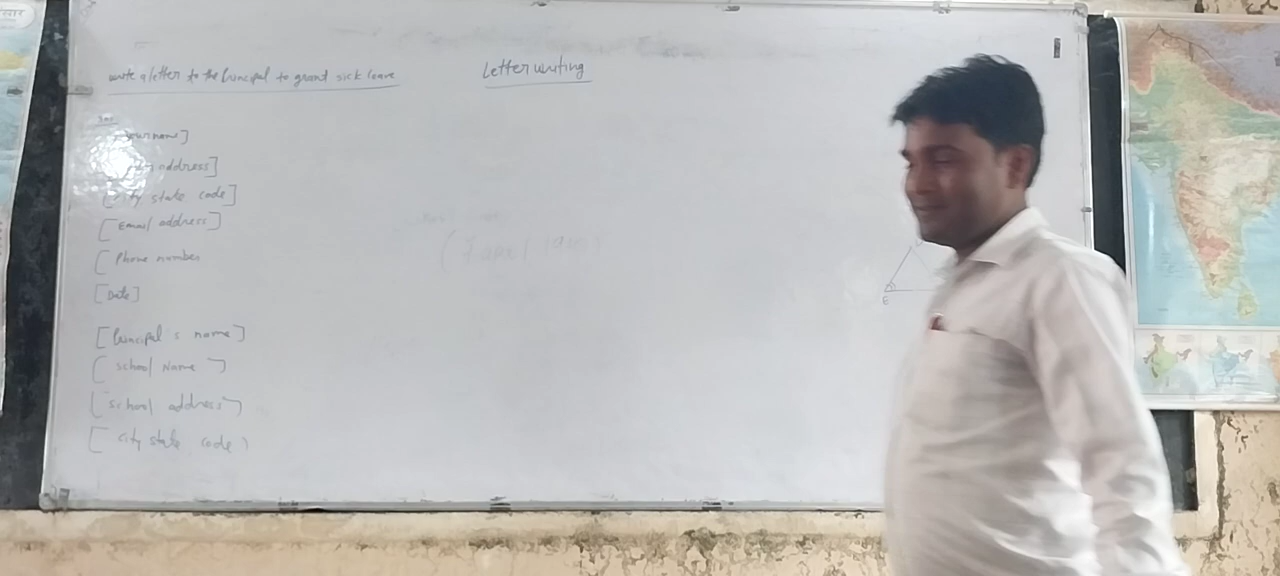 Letter writing
write a letter to the Principal to grant sick leave
your name]
address]
[city state code]
[Email address]
[Phone number
[Date]
[Principal's name]
[school Name]
[school address]
[city state code)
E